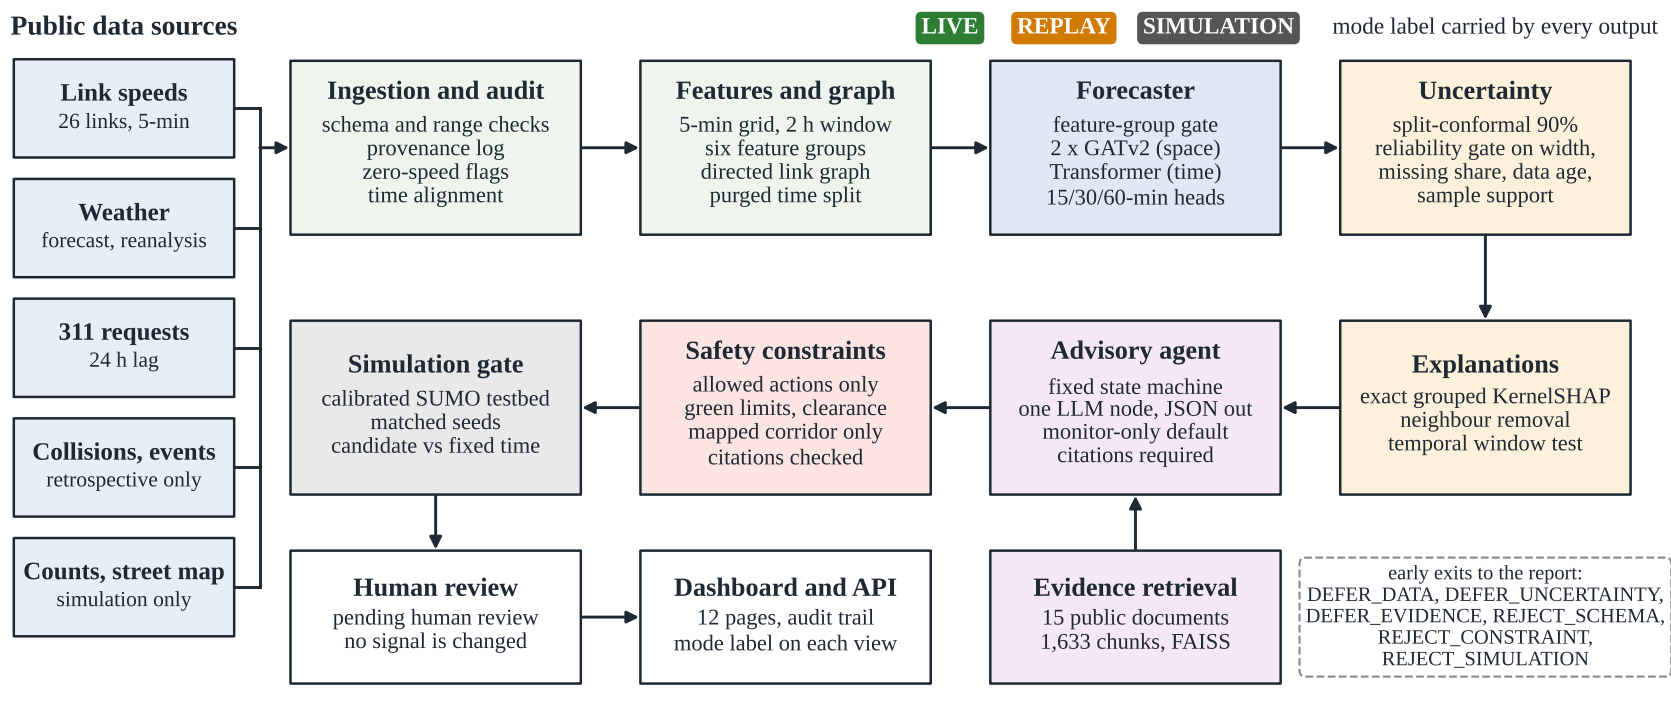 Public data sources
LIVE
REPLAY
SIMULATION
mode label carried by every output
Link speeds
26 links, 5-min
Weather
forecast, reanalysis
311 requests
24 h lag
Collisions, events
retrospective only
Counts, street map
simulation only
Ingestion and audit
schema and range checks
provenance log
zero-speed flags
time alignment
Features and graph
5-min grid, 2 h window
six feature groups
directed link graph
purged time split
Forecaster
feature-group gate
2 x GATv2 (space)
Transformer (time)
15/30/60-min heads
Uncertainty
split-conformal 90%
reliability gate on width,
missing share, data age,
sample support
Simulation gate
calibrated SUMO testbed
matched seeds
candidate vs fixed time
Safety constraints
allowed actions only
green limits, clearance
mapped corridor only
citations checked
Advisory agent
fixed state machine
one LLM node, JSON out
monitor-only default
citations required
Explanations
exact grouped KernelSHAP
neighbour removal
temporal window test
Human review
pending human review
no signal is changed
Dashboard and API
12 pages, audit trail
mode label on each view
Evidence retrieval
15 public documents
1,633 chunks, FAISS
early exits to the report:
DEFER_DATA, DEFER_UNCERTAINTY,
DEFER_EVIDENCE, REJECT_SCHEMA,
REJECT_CONSTRAINT,
REJECT_SIMULATION